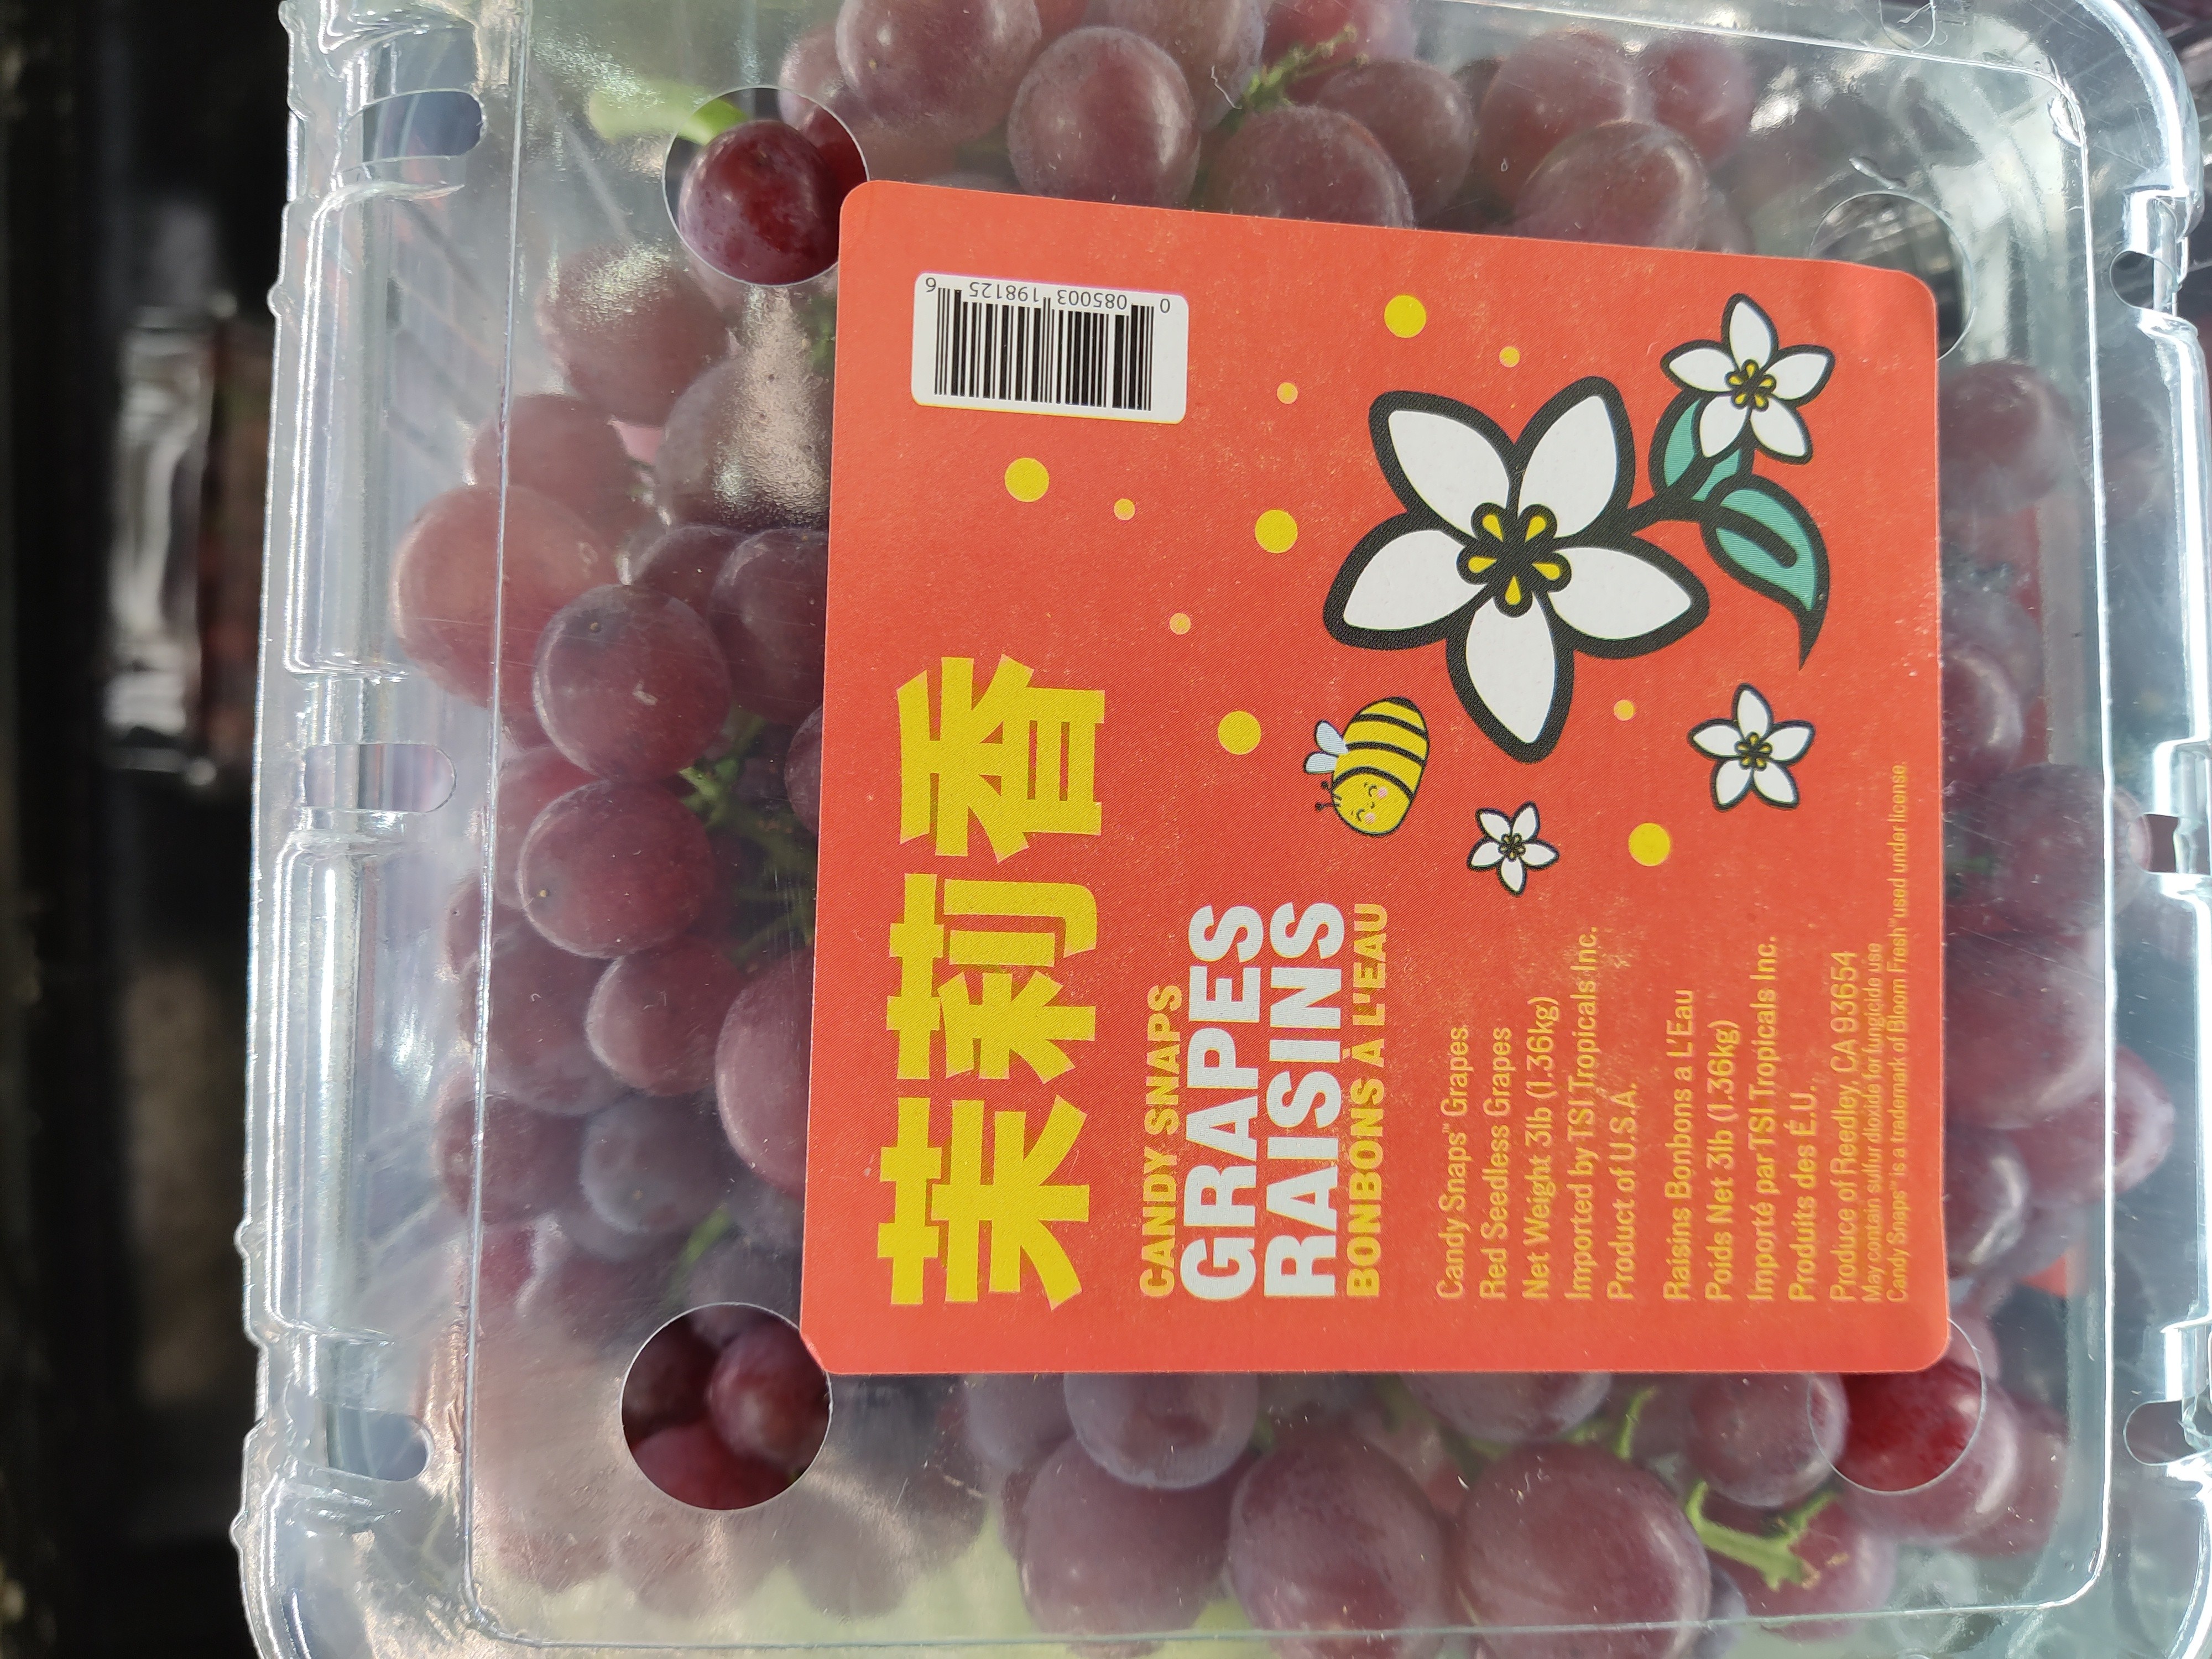 茉莉香
CANDY SNAPS
GRAPES
RAISINS
BONBONS À L'EAU
Candy Snaps™ Grapes
Red Seedless Grapes
Net Weight 3lb (1.36kg)
Imported by TSI Tropicals Inc.
Product of U.S.A.
Raisins Bonbons a L'Eau
Poids Net 3lb (1.36kg)
Importé par TSI Tropicals Inc.
Produits des É.U.
Produce of Reedley, CA 93654
May contain sulfur dioxide for fungicide use
Candy Snaps™ is a trademark of Bloom Fresh™ used under license.
0 085003 198125 6